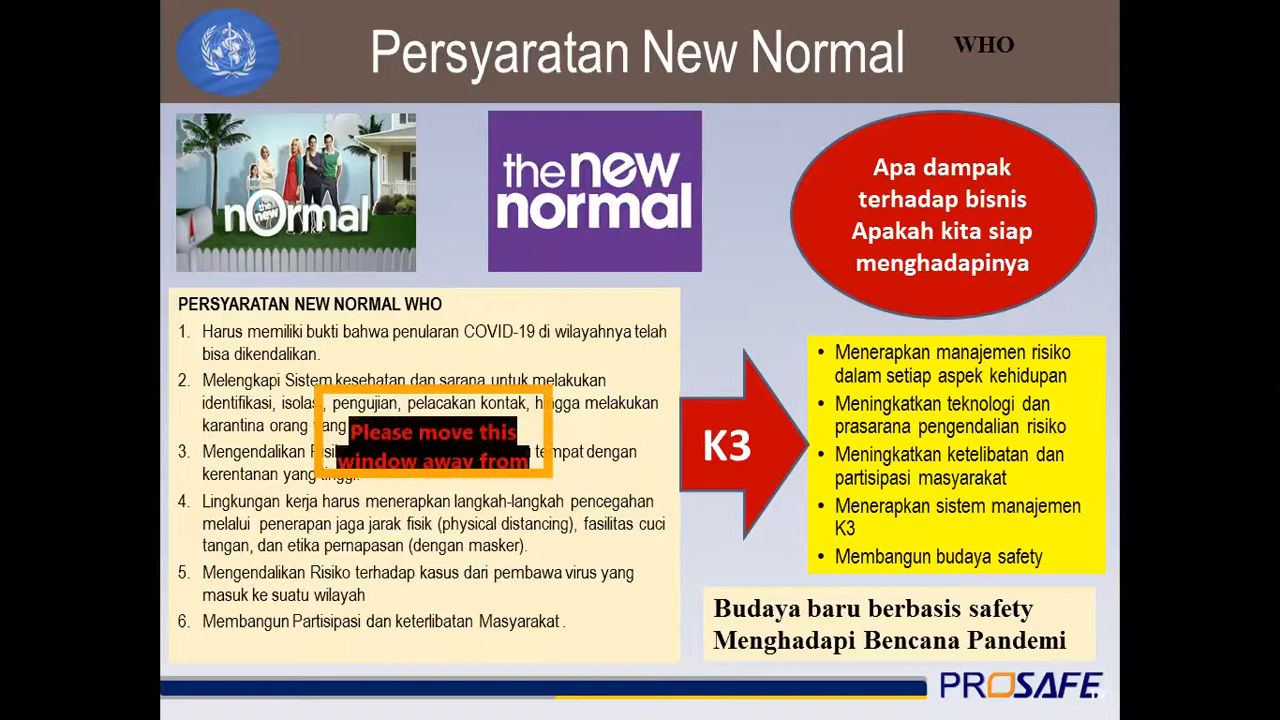 Persyaratan New Normal
WHO
the new
normal
the new
normal
Apa dampak
terhadap bisnis
Apakah kita siap
menghadapinya
PERSYARATAN NEW NORMAL WHO
1. Harus memiliki bukti bahwa penularan COVID-19 di wilayahnya telah
bisa dikendalikan.
2. Melengkapi Sistem kesehatan dan sarana untuk melakukan
identifikasi, isolasi, pengujian, pelacakan kontak, hingga melakukan
karantina orang yang
3. Mengendalikan tempat dengan
kerentanan yang tinggi.
4. Lingkungan kerja harus menerapkan langkah-langkah pencegahan
melalui penerapan jaga jarak fisik (physical distancing), fasilitas cuci
tangan, dan etika pernapasan (dengan masker).
5. Mengendalikan Risiko terhadap kasus dari pembawa virus yang
masuk ke suatu wilayah
6. Membangun Partisipasi dan keterlibatan Masyarakat .
Please move this
window away from
K3
• Menerapkan manajemen risiko
dalam setiap aspek kehidupan
• Meningkatkan teknologi dan
prasarana pengendalian risiko
• Meningkatkan ketelibatan dan
partisipasi masyarakat
• Menerapkan sistem manajemen
K3
• Membangun budaya safety
Budaya baru berbasis safety
Menghadapi Bencana Pandemi
PROSAFE